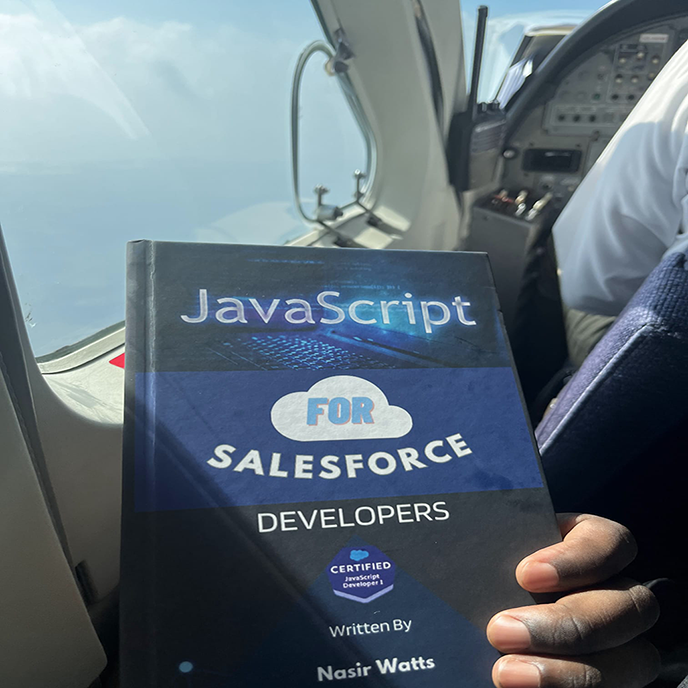 JavaScript
FOR
SALESFORCE
DEVELOPERS
CERTIFIED
JavaScript
Developer I
Written By
Nasir Watts